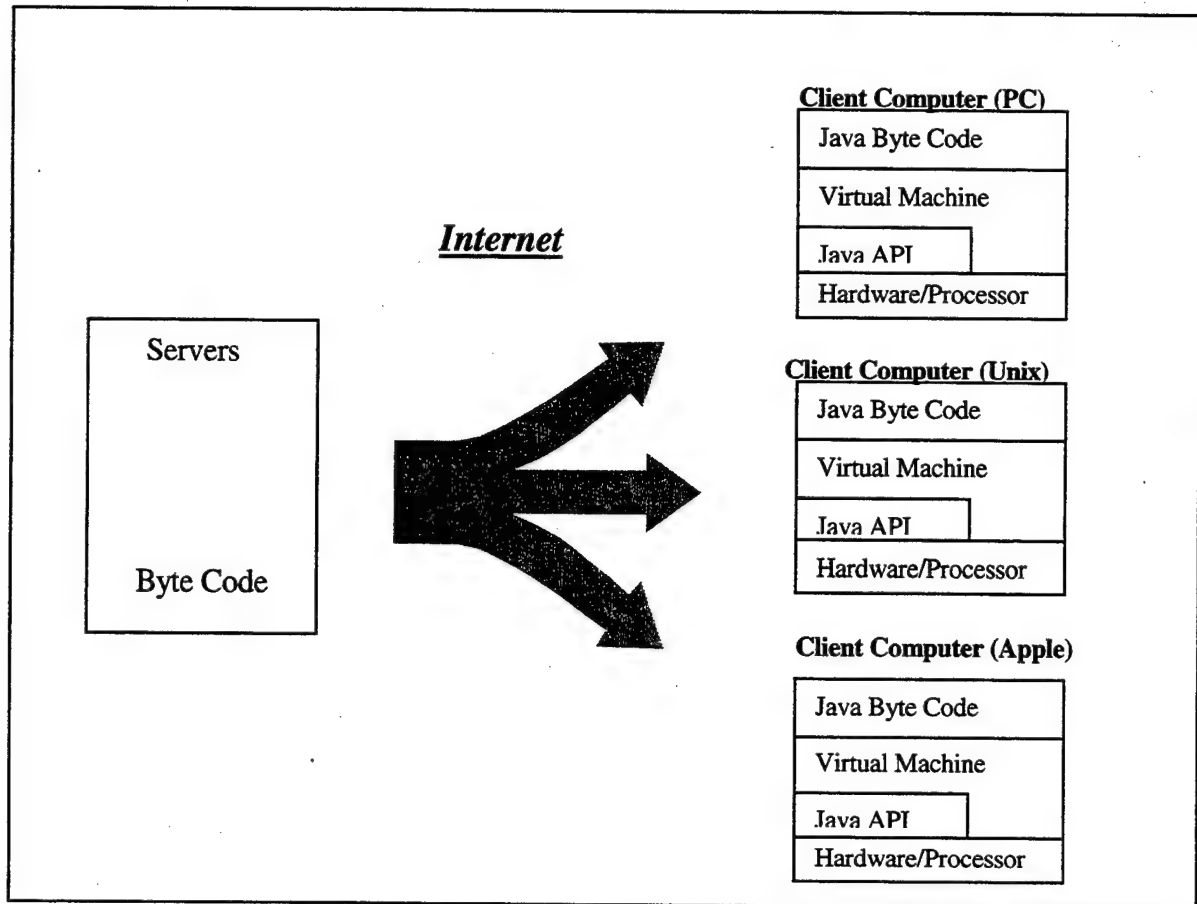 Internet
Servers
Byte Code
Client Computer (PC)
Java Byte Code
Virtual Machine
Java API
Hardware/Processor
Client Computer (Unix)
Java Byte Code
Virtual Machine
Java API
Hardware/Processor
Client Computer (Apple)
Java Byte Code
Virtual Machine
Java API
Hardware/Processor